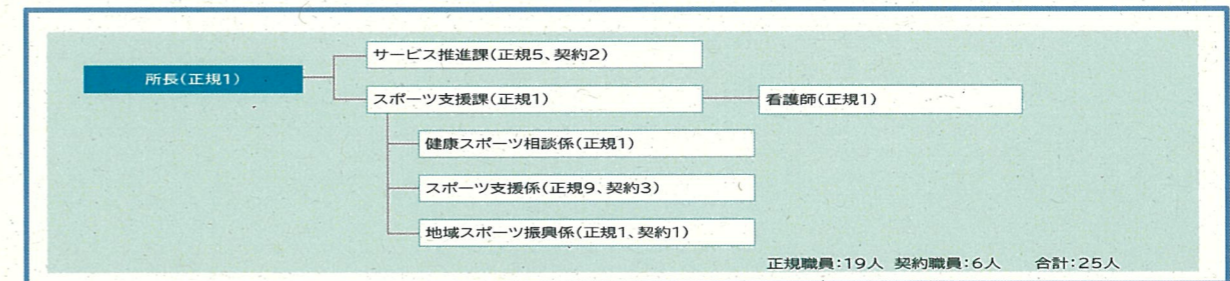 サービス推進課(正規5、契約2)
所長(正規1)
スポーツ支援課(正規1)
看護師(正規1)
健康スポーツ相談係(正規1)
スポーツ支援係(正規9、契約3)
地域スポーツ振興係(正規1、契約1)
正規職員:19人 契約職員:6人 合計:25人